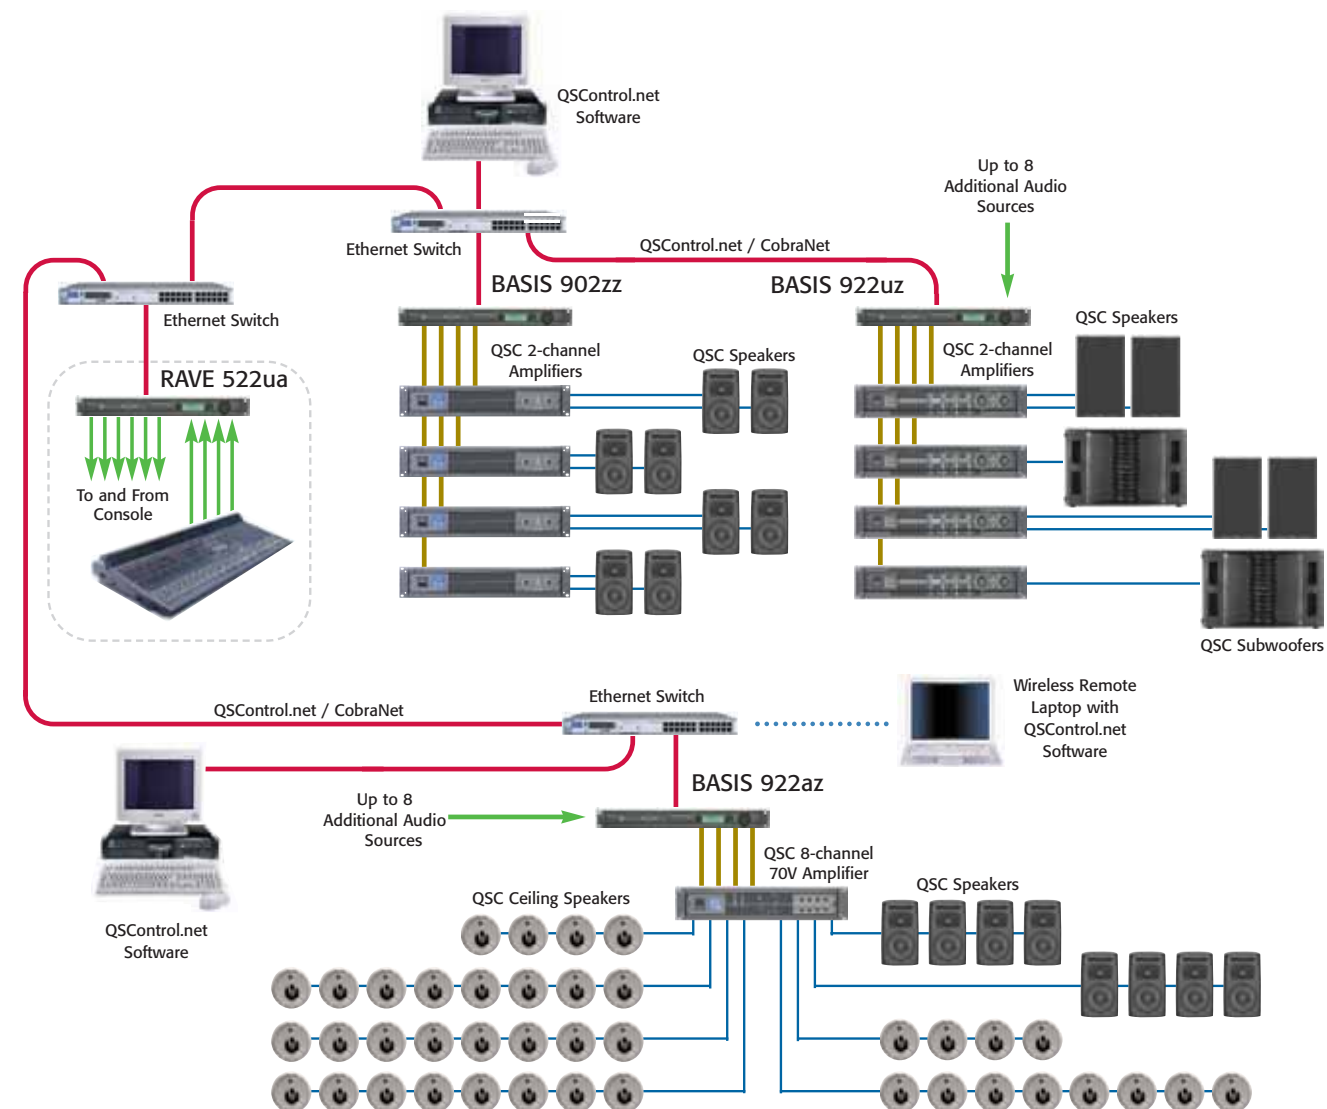 QSControl.net
Software
Up to 8
Additional Audio
Sources
Ethernet Switch
QSControl.net / CobraNet
BASIS 902zz
BASIS 922uz
Ethernet Switch
QSC Speakers
QSC 2-channel
Amplifiers
QSC Speakers
QSC 2-channel
Amplifiers
RAVE 522ua
To and From
Console
QSC Subwoofers
Ethernet Switch
Wireless Remote
Laptop with
QSControl.net
Software
QSControl.net / CobraNet
BASIS 922az
Up to 8
Additional Audio
Sources
QSC 8-channel
70V Amplifier
QSC Ceiling Speakers
QSC Speakers
QSControl.net
Software